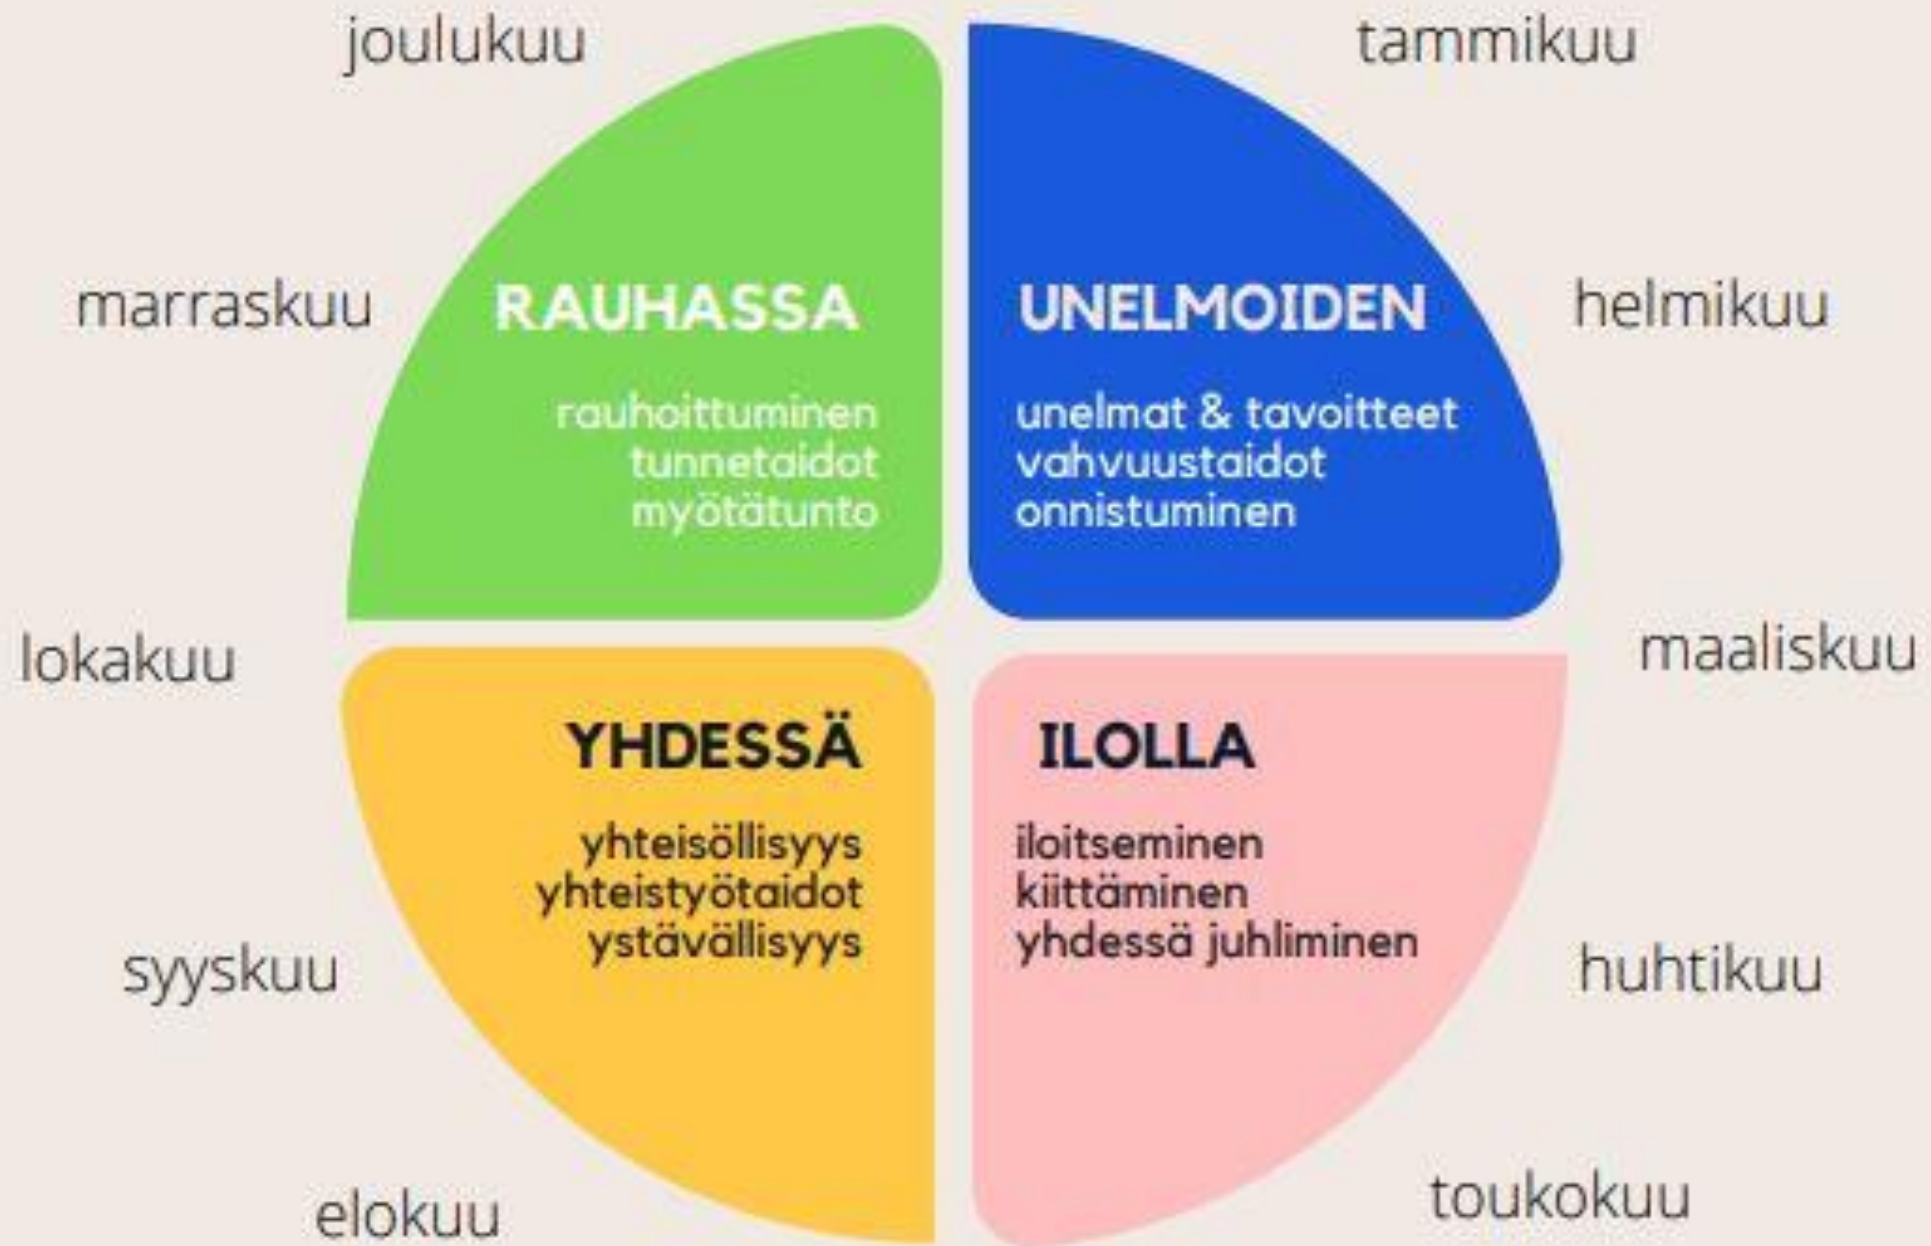 joulukuu
tammikuu
marraskuu
RAUHASSA
rauhoittuminen
tunnetaidot
myötätunto
UNELMOIDEN
unelmat & tavoitteet
vahvuustaidot
onnistuminen
helmikuu
lokakuu
maaliskuu
YHDESSÄ
yhteisöllisyys
yhteistyötaidot
ystävällisyys
ILOLLA
iloitseminen
kiittäminen
yhdessä juhliminen
syyskuu
huhtikuu
elokuu
toukokuu